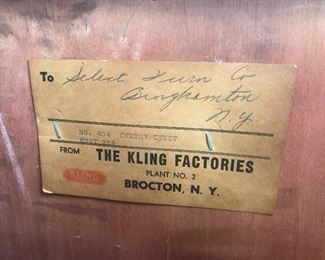 To Select Furn Co
Binghamton
N.Y.
NO. 404 CHERRY CHEST
FROM THE KLING FACTORIES
KLING
PLANT NO. 2
BROCTON, N. Y.